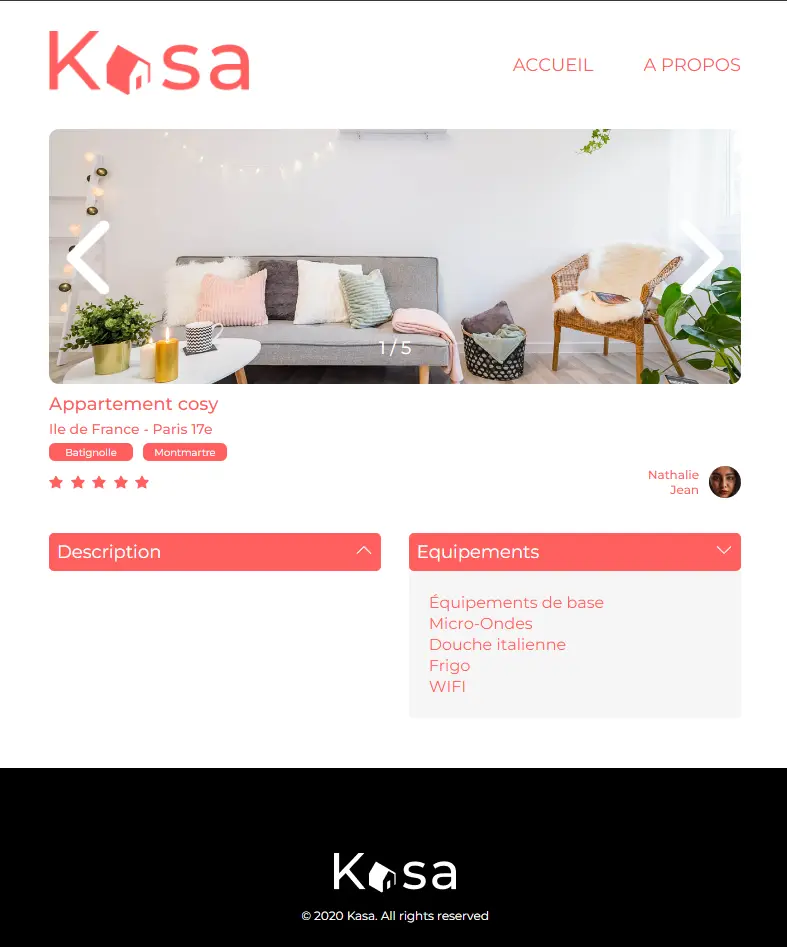 Kasa
ACCUEIL
A PROPOS
1 / 5
Appartement cosy
Ile de France - Paris 17e
Batignolle
Montmartre
Nathalie
Jean
Description
Equipements
Équipements de base
Micro-Ondes
Douche italienne
Frigo
WIFI
Kasa
© 2020 Kasa. All rights reserved